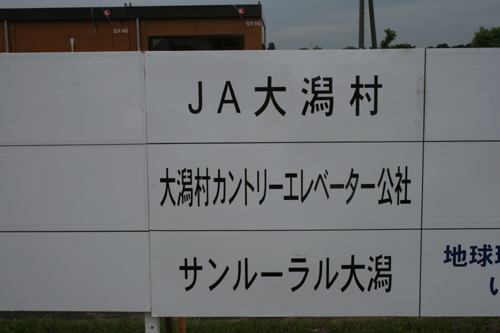 JA大潟村
大潟村カントリーエレベーター公社
サンルーラル大潟
地球
い